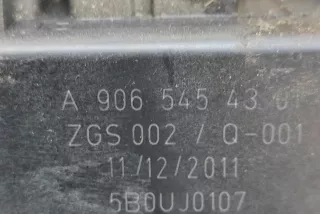 A 906 545 43 01
ZGS 002 / Q-001
11/12/2011
5B0UJ0107